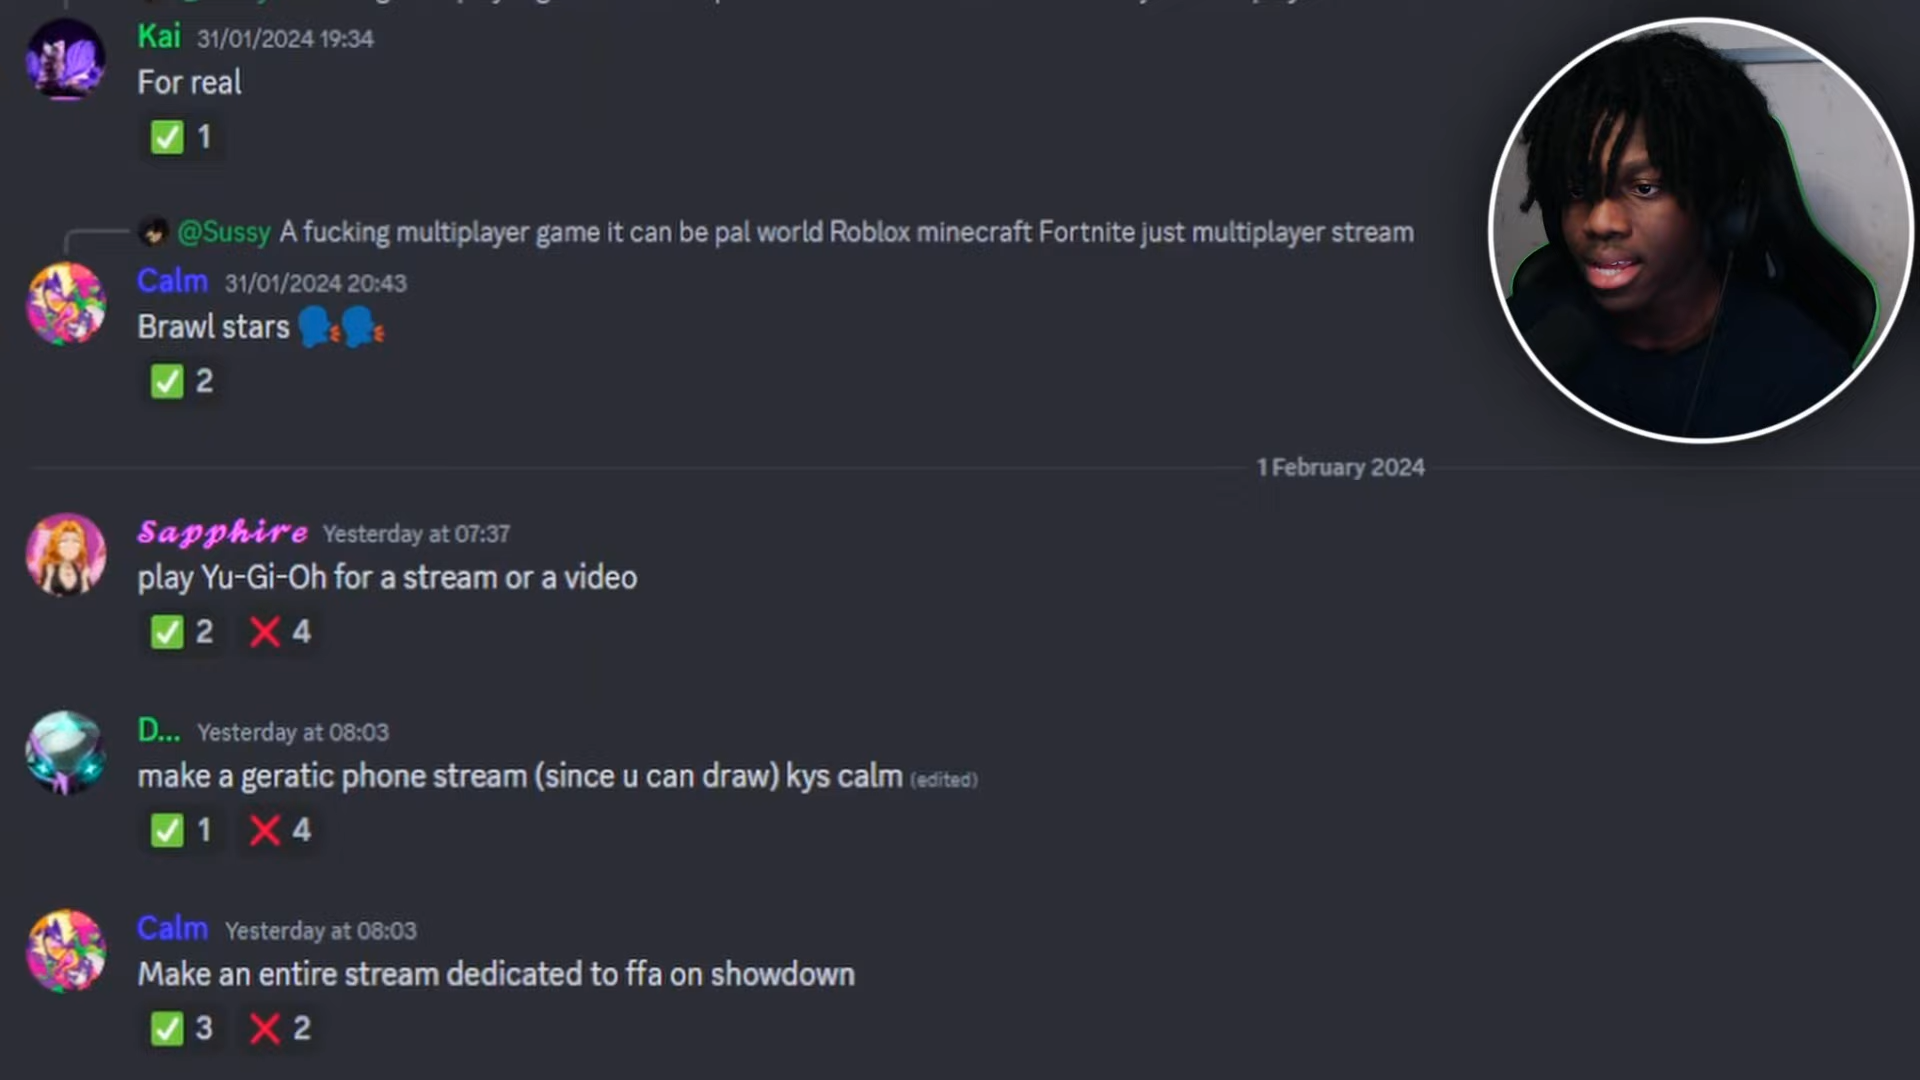 Kai 31/01/2024 19:34
For real
✅ 1
@Sussy A fucking multiplayer game it can be pal world Roblox minecraft Fortnite just multiplayer stream
Calm 31/01/2024 20:43
Brawl stars 🗣️🗣️
✅ 2
1 February 2024
Sapphire Yesterday at 07:37
play Yu-Gi-Oh for a stream or a video
✅ 2 ❌ 4
D... Yesterday at 08:03
make a geratic phone stream (since u can draw) kys calm (edited)
✅ 1 ❌ 4
Calm Yesterday at 08:03
Make an entire stream dedicated to ffa on showdown
✅ 3 ❌ 2